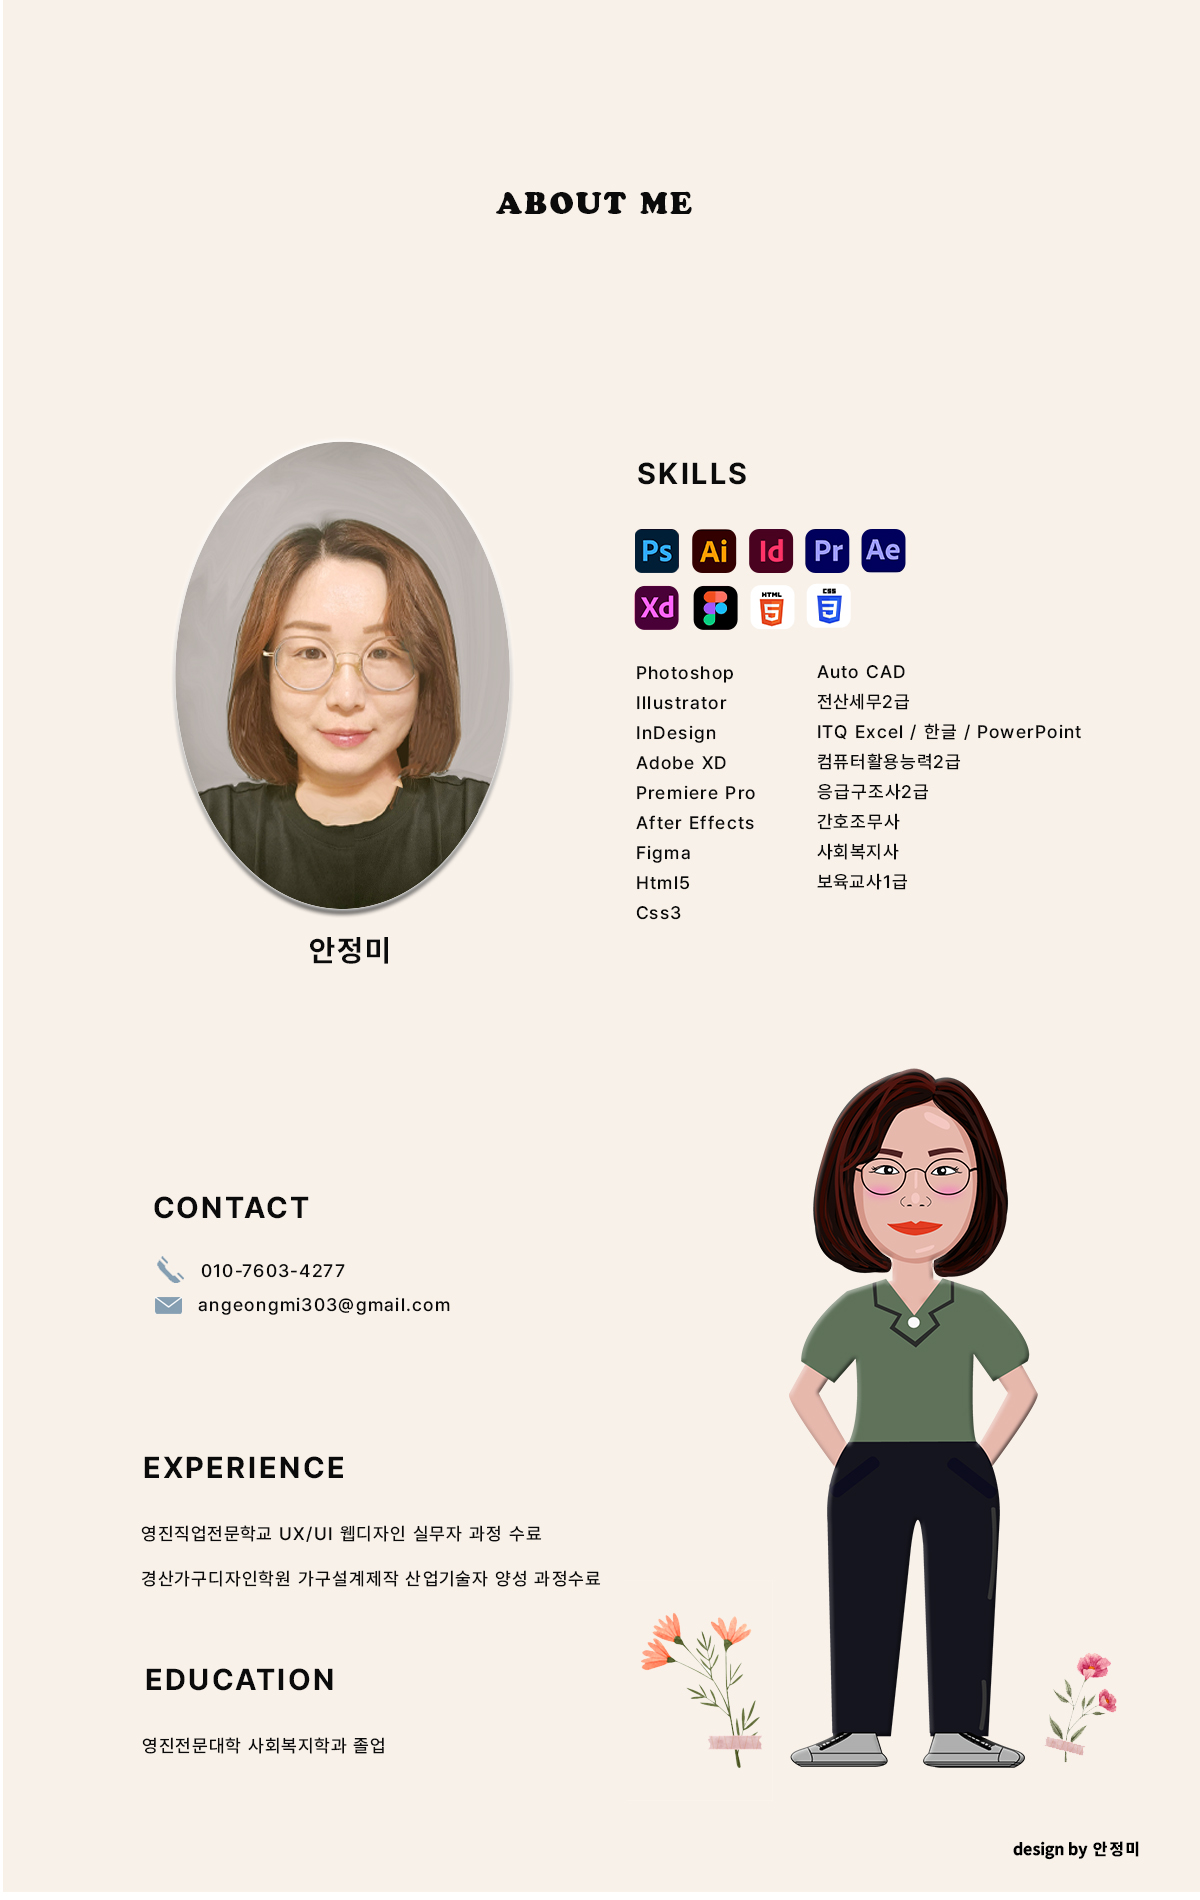 ABOUT ME
SKILLS
Ps Ai Id Pr Ae
Xd HTML 5 CSS 3
Photoshop
Illustrator
InDesign
Adobe XD
Premiere Pro
After Effects
Figma
Html5
Css3
Auto CAD
전산세무2급
ITQ Excel / 한글 / PowerPoint
컴퓨터활용능력2급
응급구조사2급
간호조무사
사회복지사
보육교사1급
안정미
CONTACT
010-7603-4277
angeongmi303@gmail.com
EXPERIENCE
영진직업전문학교 UX/UI 웹디자인 실무자 과정 수료
경산가구디자인학원 가구설계제작 산업기술자 양성 과정수료
EDUCATION
영진전문대학 사회복지학과 졸업
design by 안정미